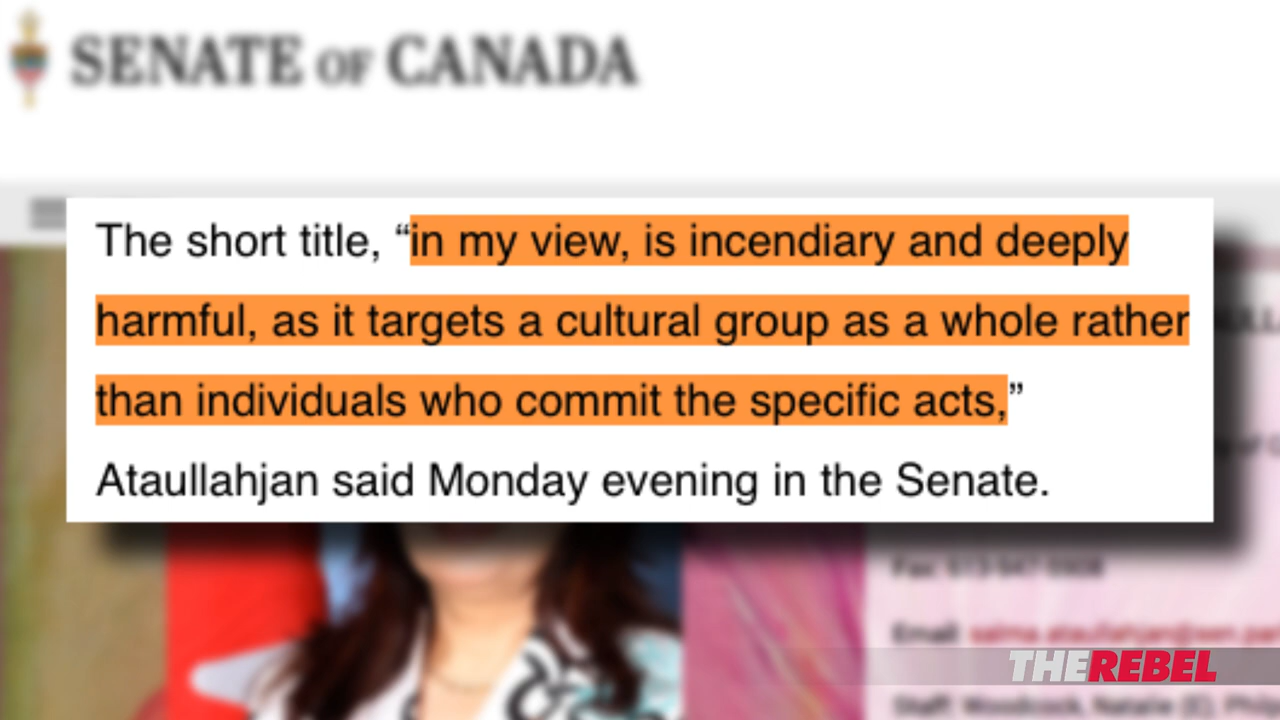 SENATE OF CANADA
The short title, “in my view, is incendiary and deeply
harmful, as it targets a cultural group as a whole rather
than individuals who commit the specific acts,”
Ataullahjan said Monday evening in the Senate.
Email:
THEREBEL